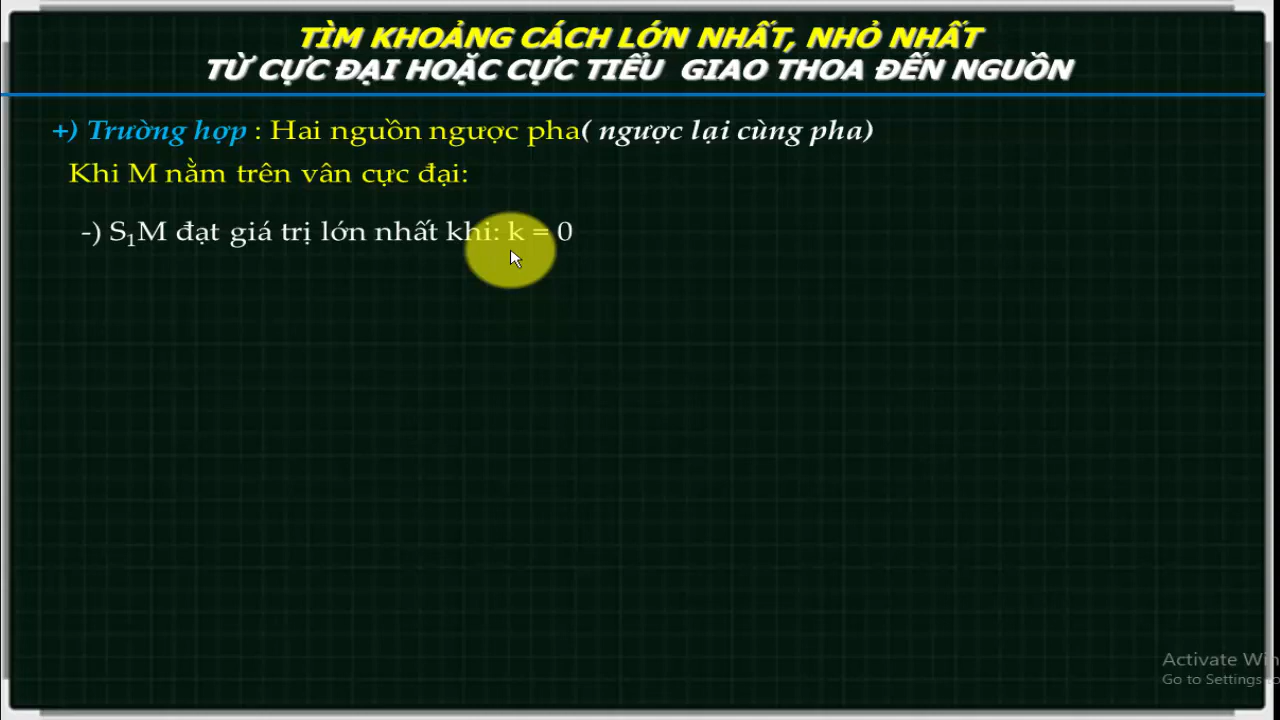 TÌM KHOẢNG CÁCH LỚN NHẤT, NHỎ NHẤT
TỪ CỰC ĐẠI HOẶC CỰC TIỂU GIAO THOA ĐẾN NGUỒN
+) Trường hợp : Hai nguồn ngược pha( ngược lại cùng pha)
Khi M nằm trên vân cực đại:
-) S₁M đạt giá trị lớn nhất khi: k = 0
Activate Win
Go to Settings to